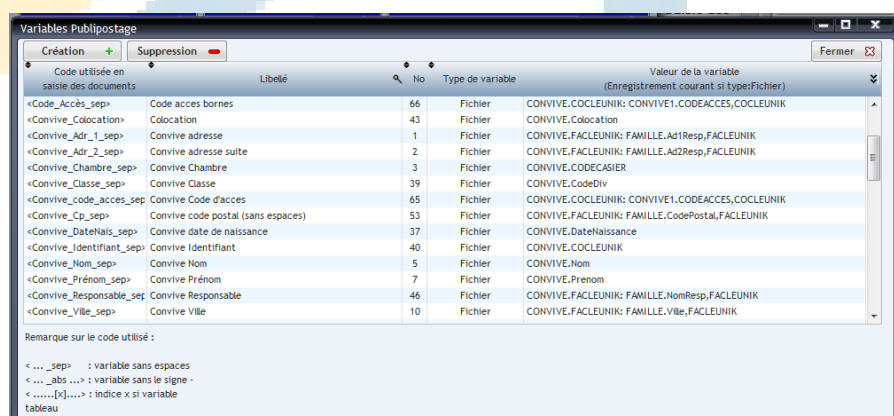 Variables Publipostage
Création + Suppression Fermer
Code utilisée en saisie des documents Libellé No Type de variable Valeur de la variable (Enregistrement courant si type:Fichier)
<Code_Accès_sep> Code acces bornes 66 Fichier CONVIVE.COCLEUNIK: CONVIVE1.CODEACCES,COCLEUNIK
<Convive_Colocation> Colocation 43 Fichier CONVIVE.Colocation
<Convive_Adr_1_sep> Convive adresse 1 Fichier CONVIVE.FACLEUNIK: FAMILLE.Ad1Resp,FACLEUNIK
<Convive_Adr_2_sep> Convive adresse suite 2 Fichier CONVIVE.FACLEUNIK: FAMILLE.Ad2Resp,FACLEUNIK
<Convive_Chambre_sep> Convive Chambre 3 Fichier CONVIVE.CODECASIER
<Convive_Classe_sep> Convive Classe 39 Fichier CONVIVE.CodeDiv
<Convive_code_acces_sep Convive Code d'acces 65 Fichier CONVIVE.COCLEUNIK: CONVIVE1.CODEACCES,COCLEUNIK
<Convive_Cp_sep> Convive code postal (sans espaces) 53 Fichier CONVIVE.FACLEUNIK: FAMILLE.CodePostal,FACLEUNIK
<Convive_DateNais_sep> Convive date de naissance 37 Fichier CONVIVE.DateNaissance
<Convive_Identifiant_sep> Convive Identifiant 40 Fichier CONVIVE.COCLEUNIK
<Convive_Nom_sep> Convive Nom 5 Fichier CONVIVE.Nom
<Convive_Prénom_sep> Convive Prénom 7 Fichier CONVIVE.Prenom
<Convive_Responsable_sep Convive Responsable 46 Fichier CONVIVE.FACLEUNIK: FAMILLE.NomResp,FACLEUNIK
<Convive_Ville_sep> Convive Ville 10 Fichier CONVIVE.FACLEUNIK: FAMILLE.Ville,FACLEUNIK
Remarque sur le code utilisé :
< ... _sep> : variable sans espaces
< ... _abs ...> : variable sans le signe -
< ......[x]....> : indice x si variable
tableau